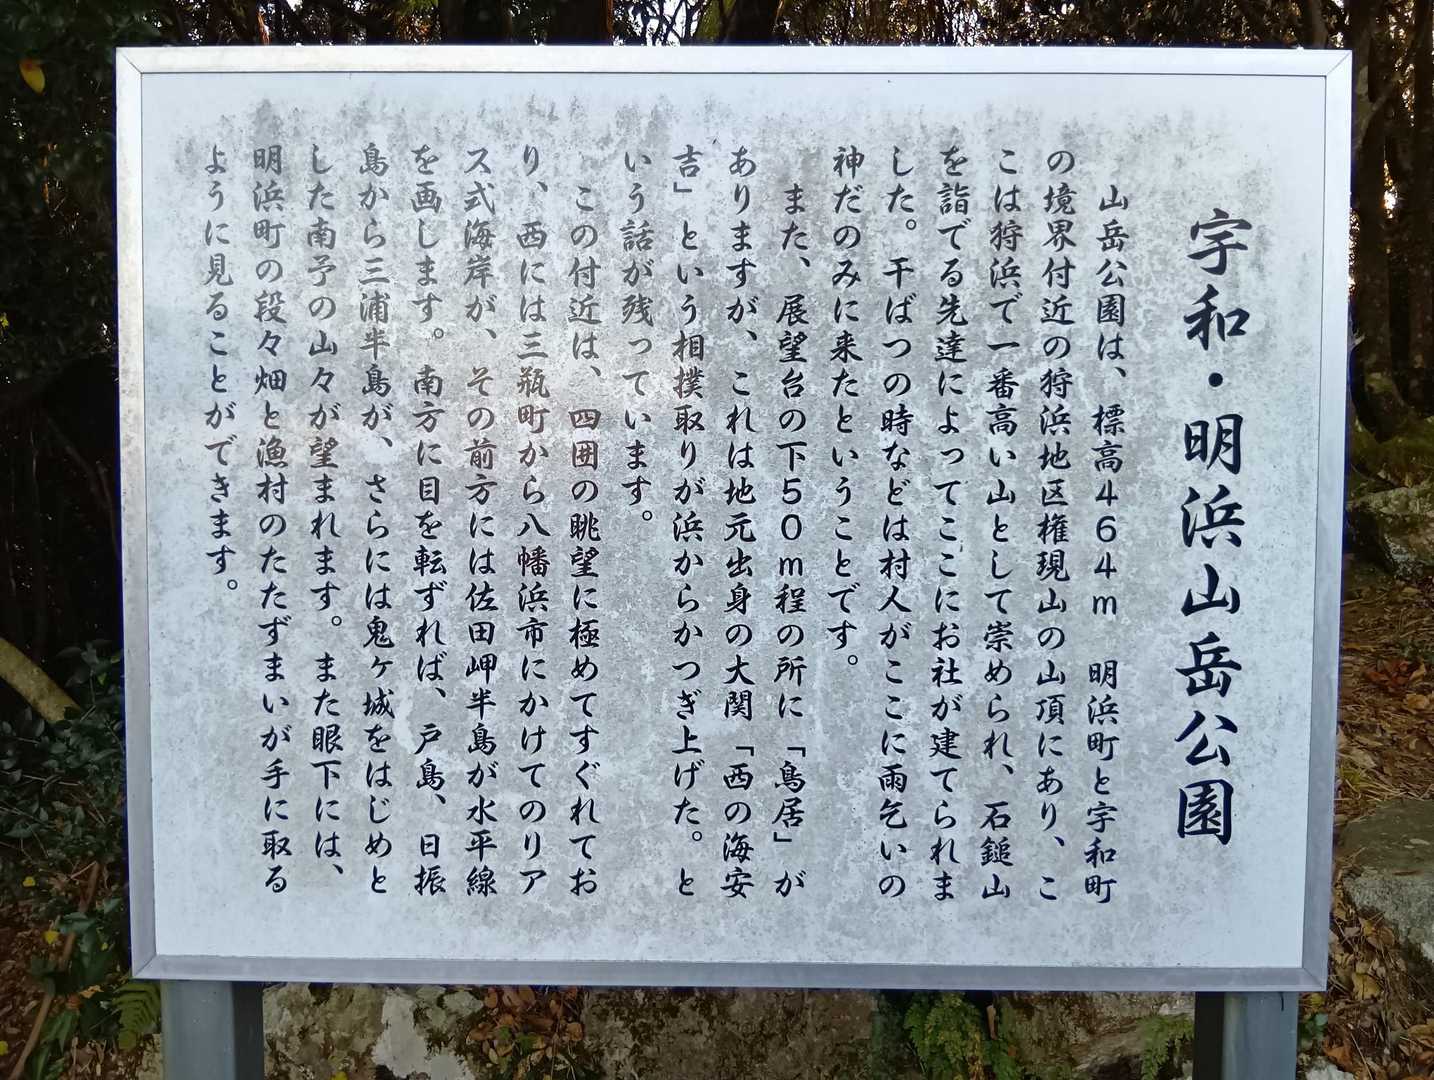 宇和・明浜山岳公園
山岳公園は、標高４６４ｍ　明浜町と宇和町
の境界付近の狩浜地区権現山の山頂にあり、こ
こは狩浜で一番高い山として崇められ、石鎚山
を詣でる先達によってここにお社が建てられま
した。干ばつの時などは村人がここに雨乞いの
神だのみに来たということです。
また、展望台の下５０ｍ程の所に「鳥居」が
ありますが、これは地元出身の大関「西の海安
吉」という相撲取りが浜からかつぎ上げた。と
いう話が残っています。
この付近は、四囲の眺望に極めてすぐれてお
り、西には三瓶町から八幡浜市にかけてのリア
ス式海岸が、その前方には佐田岬半島が水平線
を画します。南方に目を転ずれば、戸島、日振
島から三浦半島が、さらには鬼ヶ城をはじめと
した南予の山々が望まれます。また眼下には、
明浜町の段々畑と漁村のたたずまいが手に取る
ように見ることができます。